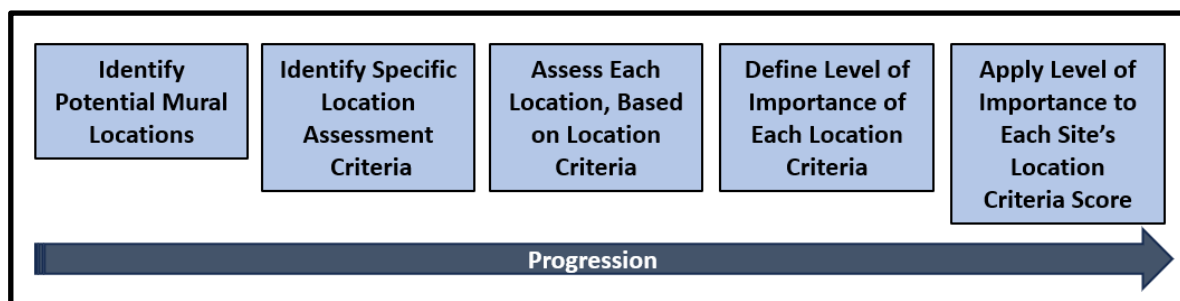 Identify
Potential Mural
Locations
Identify Specific
Location
Assessment
Criteria
Assess Each
Location, Based
on Location
Criteria
Define Level of
Importance of
Each Location
Criteria
Apply Level of
Importance to
Each Site's
Location
Criteria Score
Progression